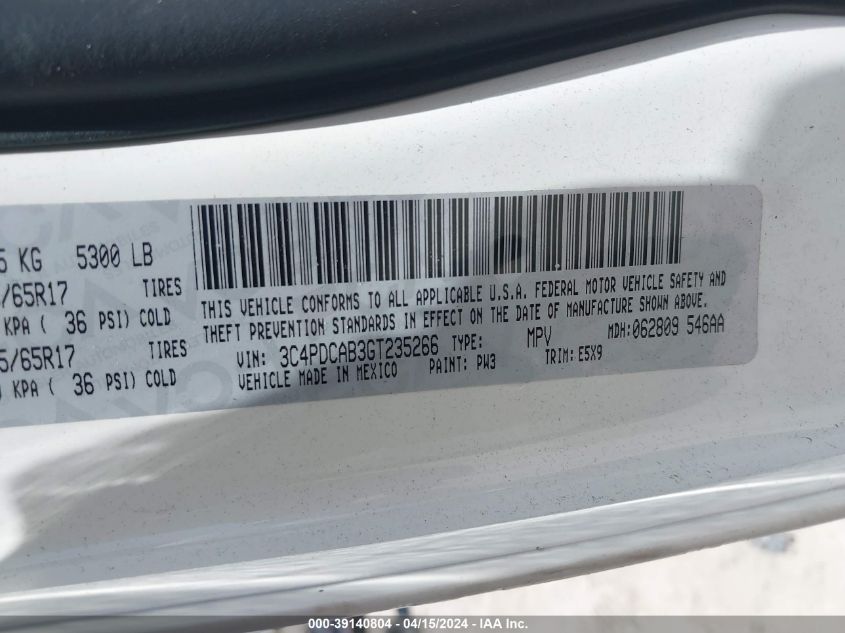 5 KG 5300 LB
/65R17 TIRES
KPA ( 36 PSI) COLD
5/65R17 TIRES
KPA ( 36 PSI) COLD
THIS VEHICLE CONFORMS TO ALL APPLICABLE U.S.A. FEDERAL MOTOR VEHICLE SAFETY AND
THEFT PREVENTION STANDARDS IN EFFECT ON THE DATE OF MANUFACTURE SHOWN ABOVE.
VIN: 3C4PDCAB3GT235266 TYPE: MPV MDH: 062809 546AA
VEHICLE MADE IN MEXICO PAINT: PW3 TRIM: E5X9
000-39140804 - 04/15/2024 - IAA Inc.